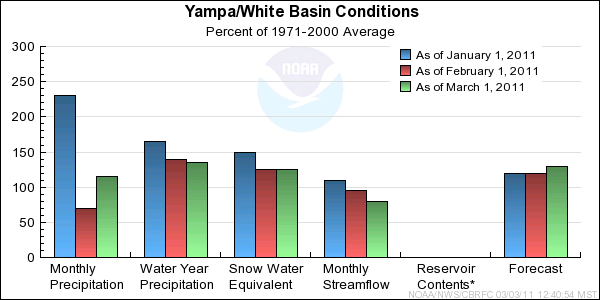 Yampa/White Basin Conditions
Percent of 1971-2000 Average
300
250
200
150
100
50
0
NOAA
As of January 1, 2011
As of February 1, 2011
As of March 1, 2011
Monthly Precipitation
Water Year Precipitation
Snow Water Equivalent
Monthly Streamflow
Reservoir Contents*
Forecast
NOAA/NWS/CBRFC 03/03/11 12:40:54 MST